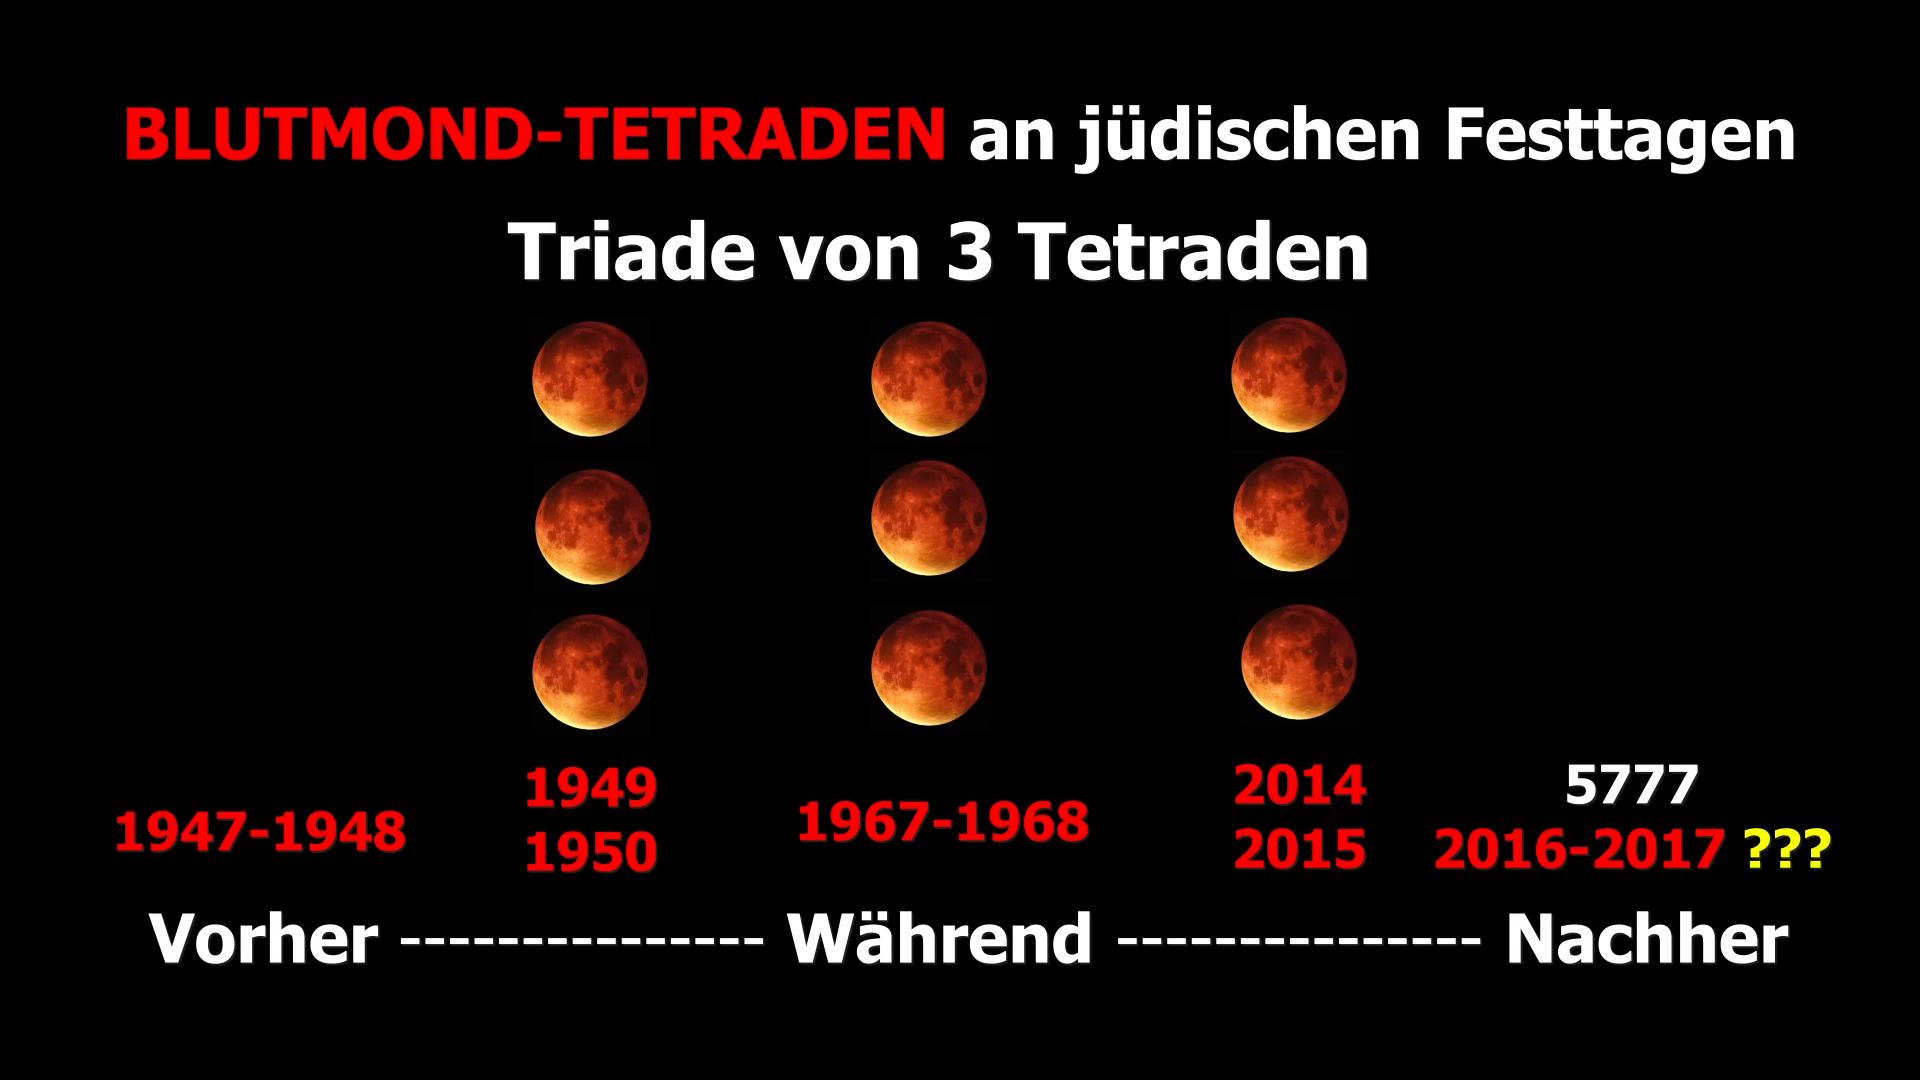 BLUTMOND-TETRADEN an jüdischen Festtagen
Triade von 3 Tetraden
1947-1948
1949
1950
1967-1968
2014
2015
5777
2016-2017 ???
Vorher --------------- Während --------------- Nachher